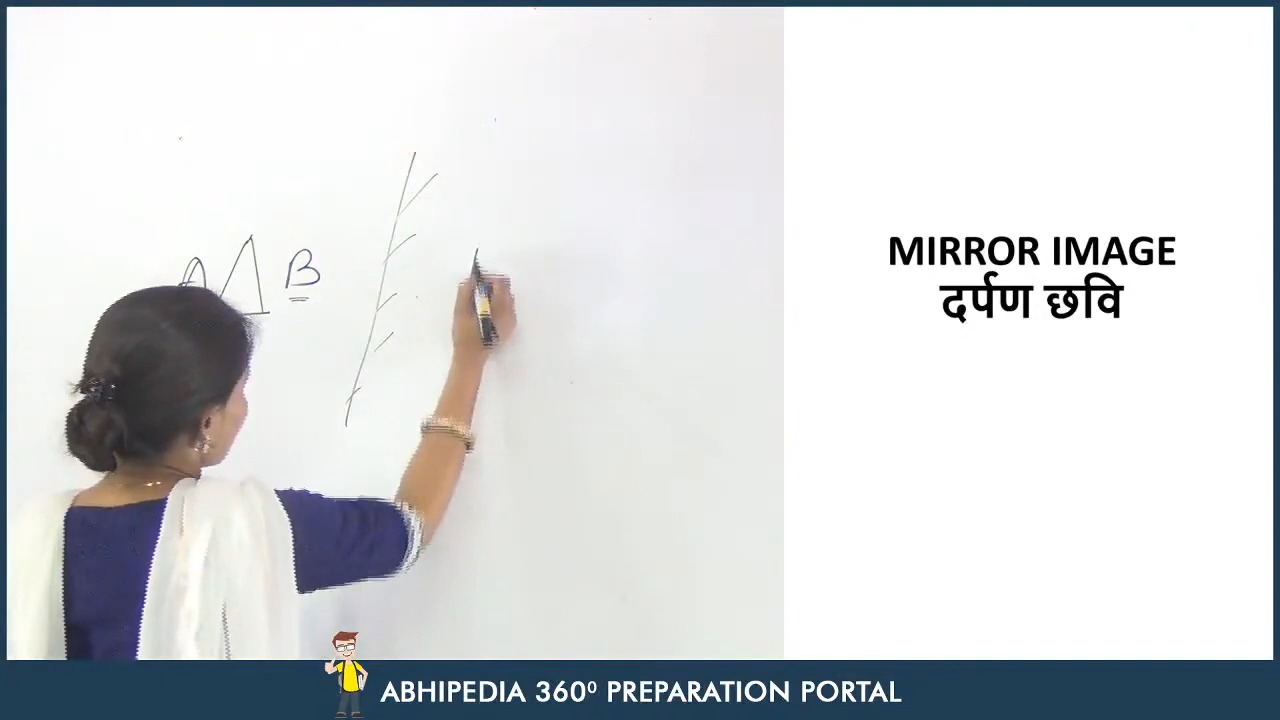 A B
MIRROR IMAGE
दर्पण छवि
ABHIPEDIA 360⁰ PREPARATION PORTAL